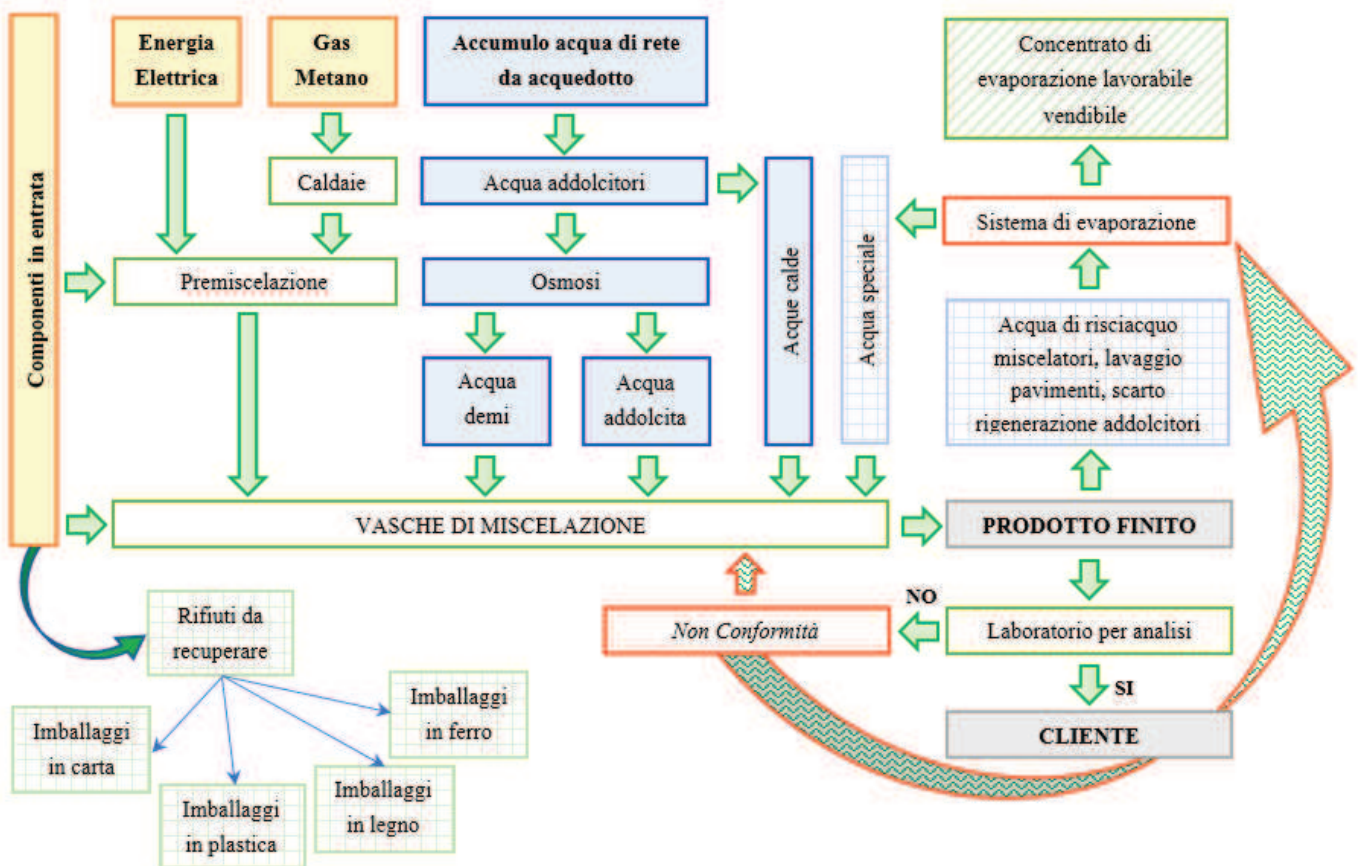 Componenti in entrata
Energia
Elettrica
Gas
Metano
Accumulo acqua di rete
da acquedotto
Concentrato di
evaporazione lavorabile
vendibile
Caldaie
Acqua addolcitori
Acque calde
Acqua speciale
Sistema di evaporazione
Premiscelazione
Osmosi
Acqua
demi
Acqua
addolcita
Acqua di risciacquo
miscelatori, lavaggio
pavimenti, scarto
rigenerazione addolcitori
VASCHE DI MISCELAZIONE
PRODOTTO FINITO
NO
Non Conformità
Laboratorio per analisi
SI
CLIENTE
Rifiuti da
recuperare
Imballaggi
in carta
Imballaggi
in plastica
Imballaggi
in legno
Imballaggi
in ferro